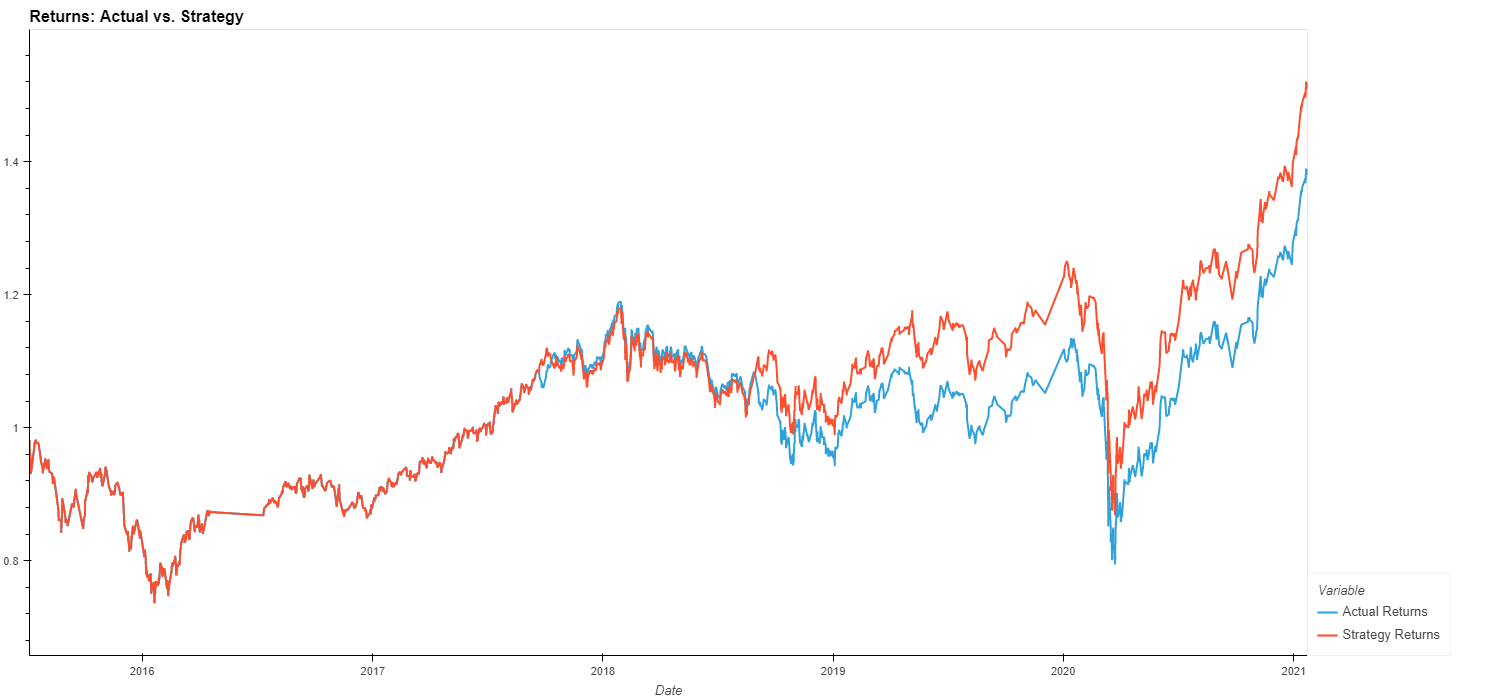 Returns: Actual vs. Strategy
1.4
1.2
1
0.8
2016 2017 2018 2019 2020 2021
Date
Variable
Actual Returns
Strategy Returns